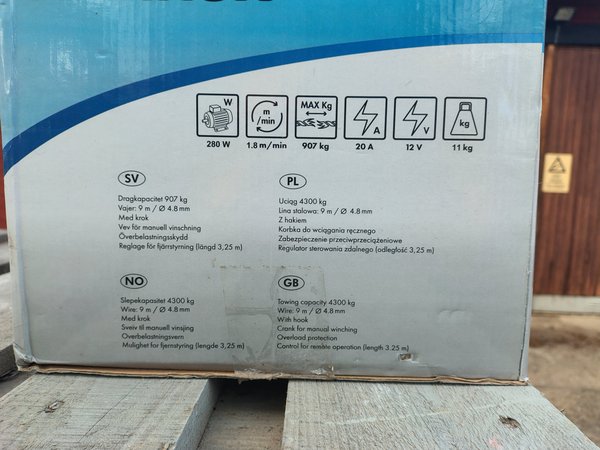 W
m
/min
MAX Kg
A
V
kg
280 W
1.8 m/min
907 kg
20 A
12 V
11 kg
SV
Dragkapacitet 907 kg
Vajer: 9 m / Ø 4.8 mm
Med krok
Vev för manuell vinschning
Överbelastningsskydd
Reglage för fjärrstyrning (längd 3,25 m)
PL
Uciąg 4300 kg
Lina stalowa: 9 m / Ø 4.8 mm
Z hakiem
Korbka do wciągania ręcznego
Zabezpieczenie przeciwprzeciążeniowe
Regulator sterowania zdalnego (odległość 3,25 m)
NO
Slepekapasitet 4300 kg
Wire: 9 m / Ø 4.8 mm
Med krok
Sveiv til manuell vinsjing
Overbelastningsvern
Mulighet for fjernstyring (lengde 3,25 m)
GB
Towing capacity 4300 kg
Wire: 9 m / Ø 4.8 mm
With hook
Crank for manual winching
Overload protection
Control for remote operation (length 3.25 m)